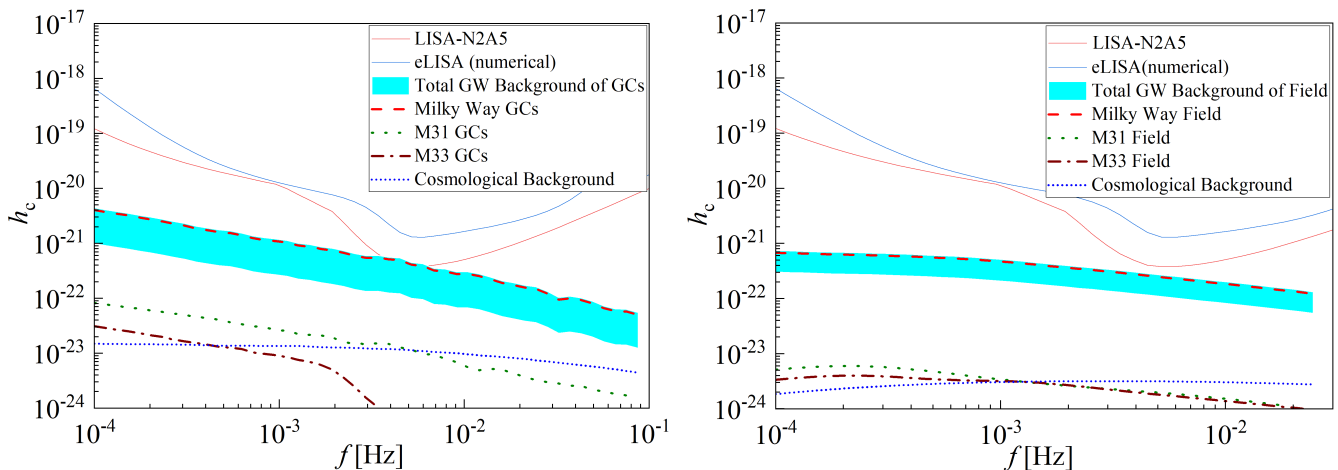 10^-17
10^-18
10^-19
10^-20
10^-21
10^-22
10^-23
10^-24
h_c
10^-4
10^-3
10^-2
10^-1
f [Hz]
LISA-N2A5
eLISA (numerical)
Total GW Background of GCs
Milky Way GCs
M31 GCs
M33 GCs
Cosmological Background
10^-17
10^-18
10^-19
10^-20
10^-21
10^-22
10^-23
10^-24
h_c
10^-4
10^-3
10^-2
f [Hz]
LISA-N2A5
eLISA(numerical)
Total GW Background of Field
Milky Way Field
M31 Field
M33 Field
Cosmological Background